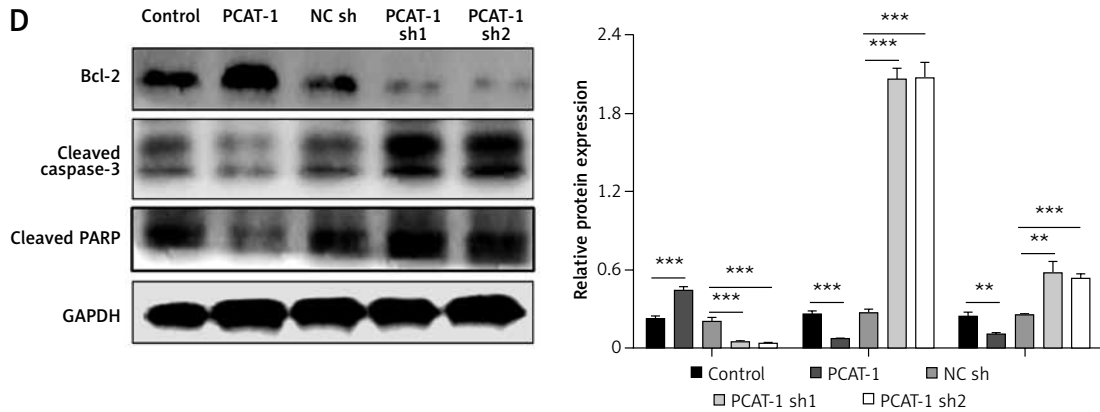 D
Control PCAT-1 NC sh PCAT-1 sh1 PCAT-1 sh2
Bcl-2
Cleaved
caspase-3
Cleaved PARP
GAPDH
Relative protein expression
2.4
1.8
1.2
0.6
0
*** *** ***
*** *** ***
*** **
** ***
Control PCAT-1 NC sh
PCAT-1 sh1 PCAT-1 sh2